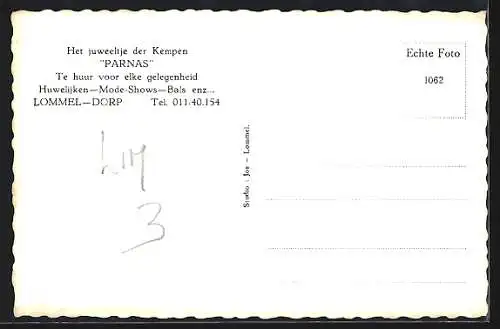 Het juweeltje der Kempen
"PARNAS"
Te huur voor elke gelegenheid
Huwelijken—Mode-Shows—Bals enz...
LOMMEL—DORP Tel. 011.40.154
Echte Foto
1062
Studio : Jos – Lommel.
LIM
3